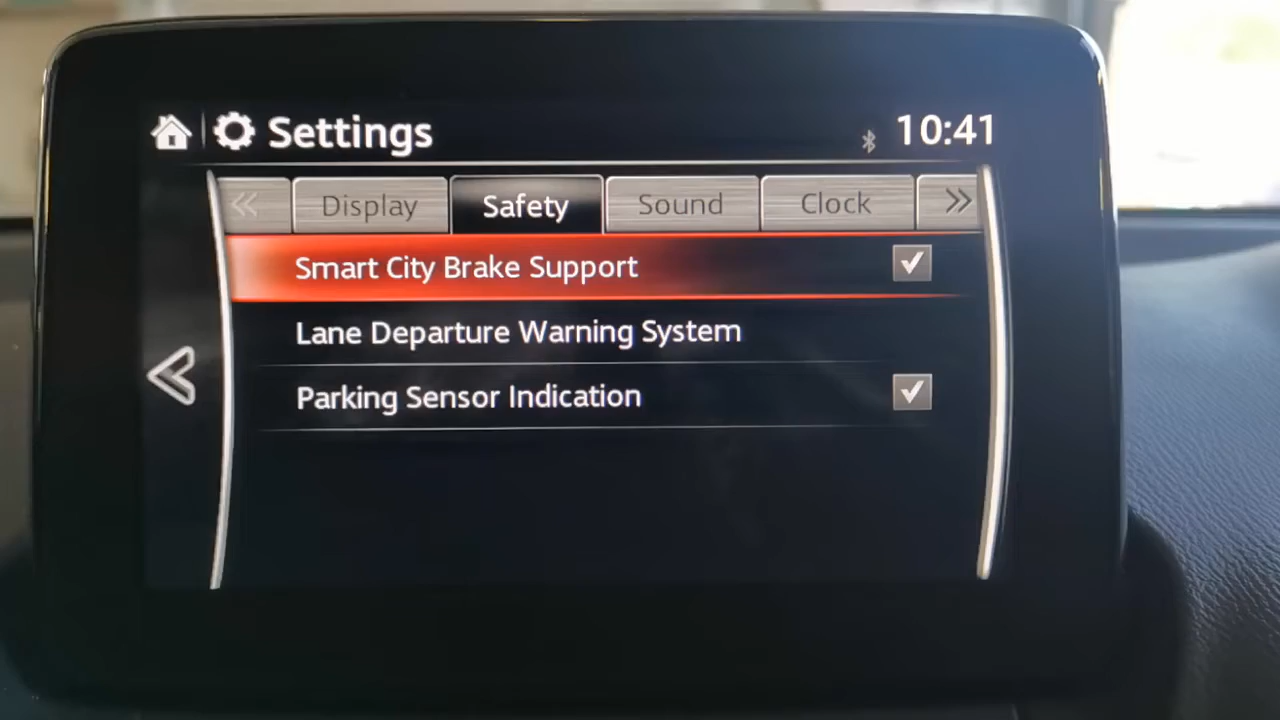 Settings
10:41
Display
Safety
Sound
Clock
Smart City Brake Support
Lane Departure Warning System
Parking Sensor Indication